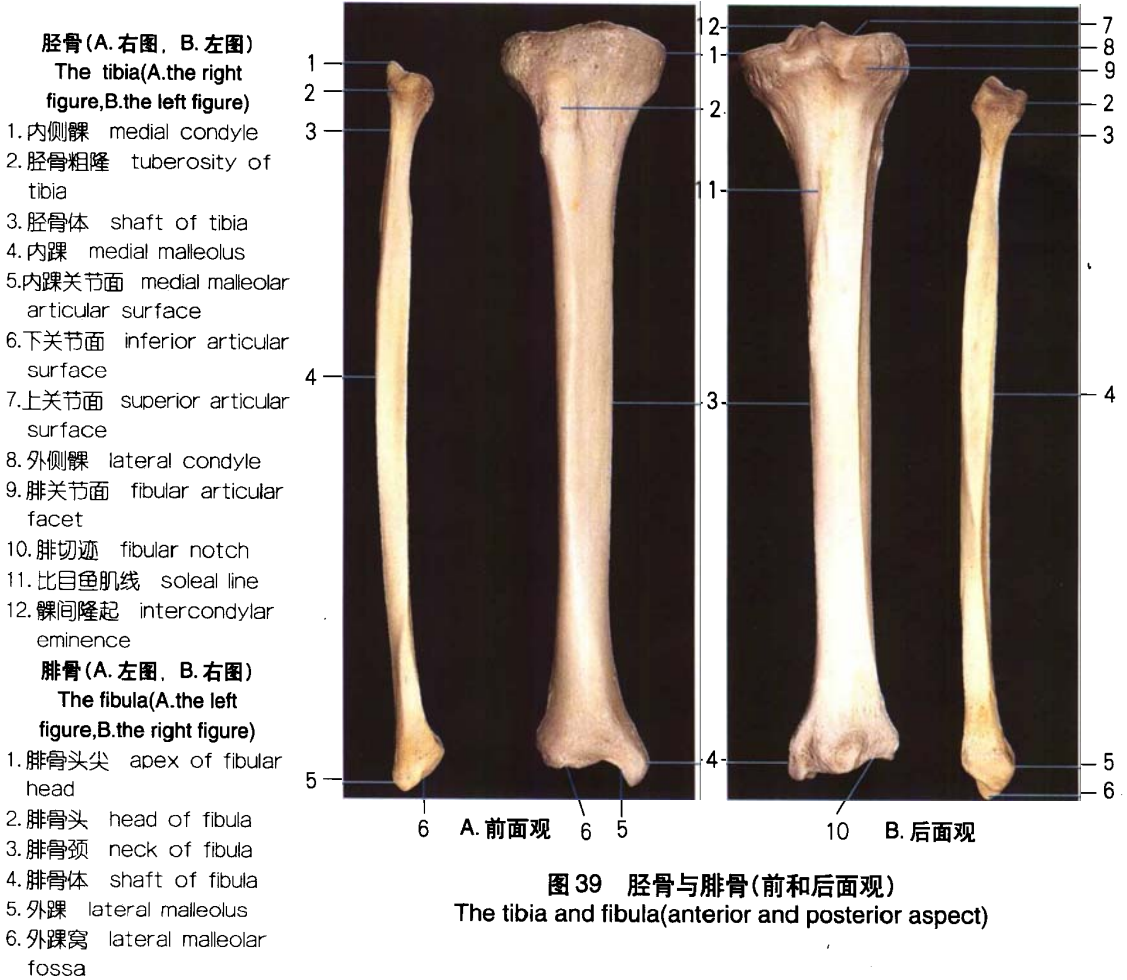 胫骨(A. 右图, B. 左图)
The tibia(A.the right
figure,B.the left figure)
1. 内侧髁 medial condyle
2. 胫骨粗隆 tuberosity of
tibia
3. 胫骨体 shaft of tibia
4. 内踝 medial malleolus
5.内踝关节面 medial malleolar
articular surface
6.下关节面 inferior articular
surface
7.上关节面 superior articular
surface
8. 外侧髁 lateral condyle
9. 腓关节面 fibular articular
facet
10. 腓切迹 fibular notch
11. 比目鱼肌线 soleal line
12. 髁间隆起 intercondylar
eminence
腓骨(A. 左图, B. 右图)
The fibula(A.the left
figure,B.the right figure)
1. 腓骨头尖 apex of fibular
head
2. 腓骨头 head of fibula
3. 腓骨颈 neck of fibula
4. 腓骨体 shaft of fibula
5. 外踝 lateral malleolus
6. 外踝窝 lateral malleolar
fossa
1
2
3
4
5
6
A. 前面观
6
5
12
1
2
11
3
4
10
B. 后面观
7
8
9
2
3
4
5
6
图 39 胫骨与腓骨(前和后面观)
The tibia and fibula(anterior and posterior aspect)